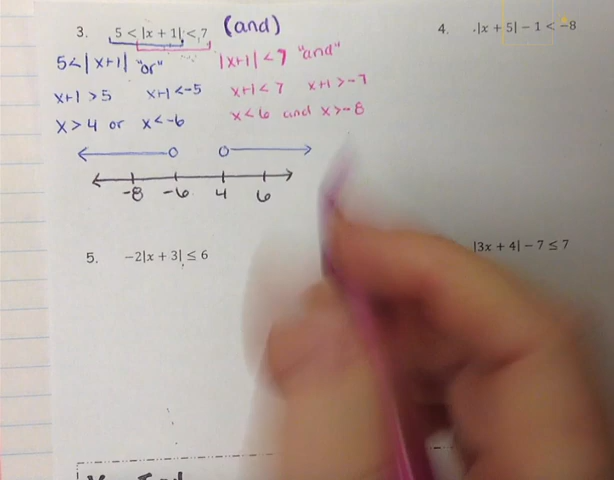 3. 5 < |x + 1| < 7 (and)
5 < |x+1| "or"
x+1 > 5 x+1 < -5
x > 4 or x < -6
|x+1| < 7 "and"
x+1 < 7 x+1 > -7
x < 6 and x > -8
-8 -6 4 6
4. |x + 5| − 1 < −8
5. −2|x + 3| ≤ 6
|3x + 4| − 7 ≤ 7